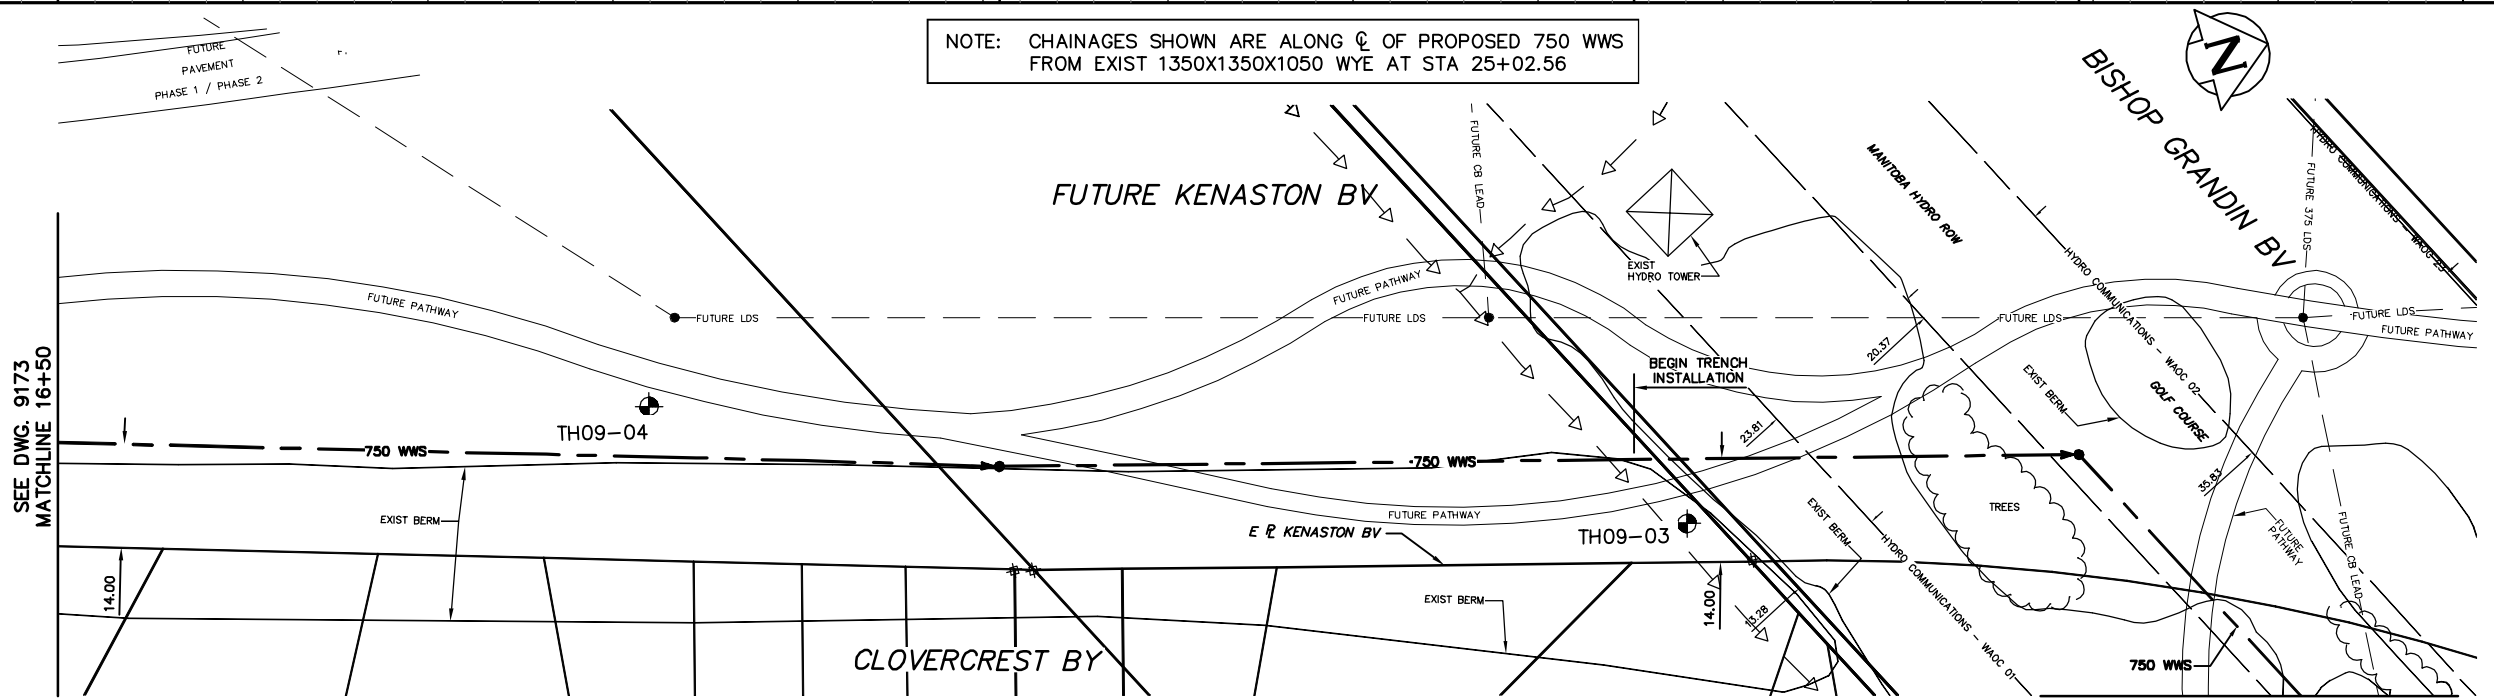 NOTE: CHAINAGES SHOWN ARE ALONG ℄ OF PROPOSED 750 WWS
FROM EXIST 1350X1350X1050 WYE AT STA 25+02.56
FUTURE
PAVEMENT
PHASE 1 / PHASE 2
N
BISHOP GRANDIN BV
HYDRO COMMUNICATIONS - WAOC 23
FUTURE 375 LDS
MANITOBA HYDRO ROW
FUTURE CB LEAD
FUTURE KENASTON BV
EXIST
HYDRO TOWER
HYDRO COMMUNICATIONS - WAOC 02
FUTURE PATHWAY
FUTURE PATHWAY
FUTURE LDS
FUTURE LDS
FUTURE LDS
FUTURE LDS
FUTURE PATHWAY
SEE DWG. 9173
MATCHLINE 16+50
BEGIN TRENCH
INSTALLATION
20.37
EXIST BERM
GOLF COURSE
TH09-04
23.81
750 WWS
750 WWS
35.83
EXIST BERM
FUTURE PATHWAY
TREES
EXIST BERM
E ⅊ KENASTON BV
TH09-03
FUTURE
PATHWAY
FUTURE CB LEAD
HYDRO COMMUNICATIONS - WAOC 01
14.00
EXIST BERM
14.00
13.28
CLOVERCREST BY
750 WWS